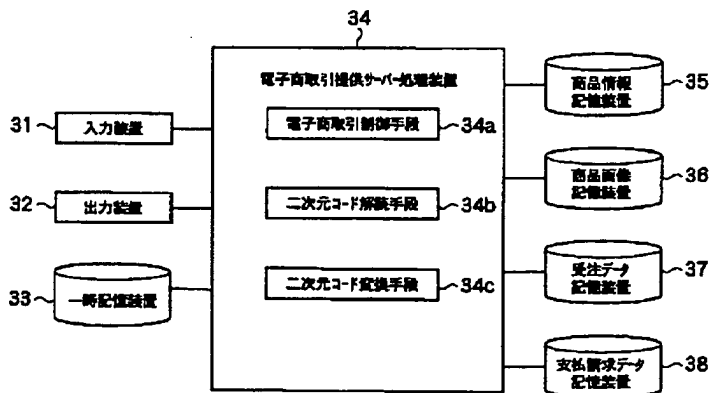 34
電子商取引提供サーバー処理装置
31
入力装置
32
出力装置
33
一時記憶装置
電子商取引制御手段
34a
二次元コード解読手段
34b
二次元コード変換手段
34c
商品情報
記憶装置
35
商品画像
記憶装置
36
受注データ
記憶装置
37
支払請求データ
記憶装置
38